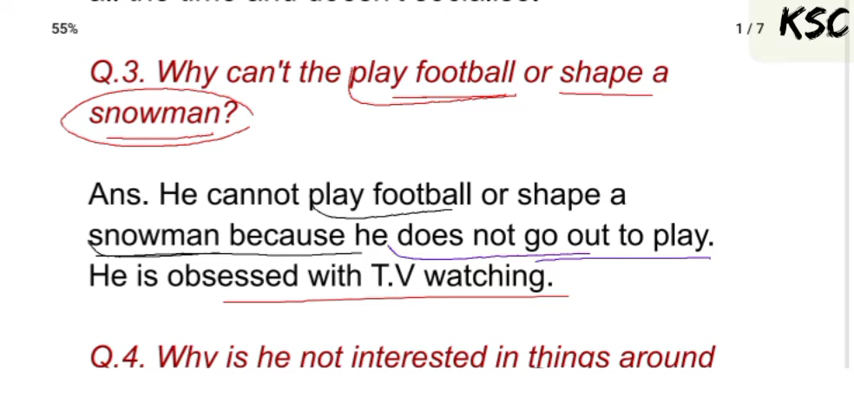 55%
1 / 7 KSC
Q.3. Why can't the play football or shape a
snowman?
Ans. He cannot play football or shape a
snowman because he does not go out to play.
He is obsessed with T.V watching.
Q.4. Why is he not interested in things around